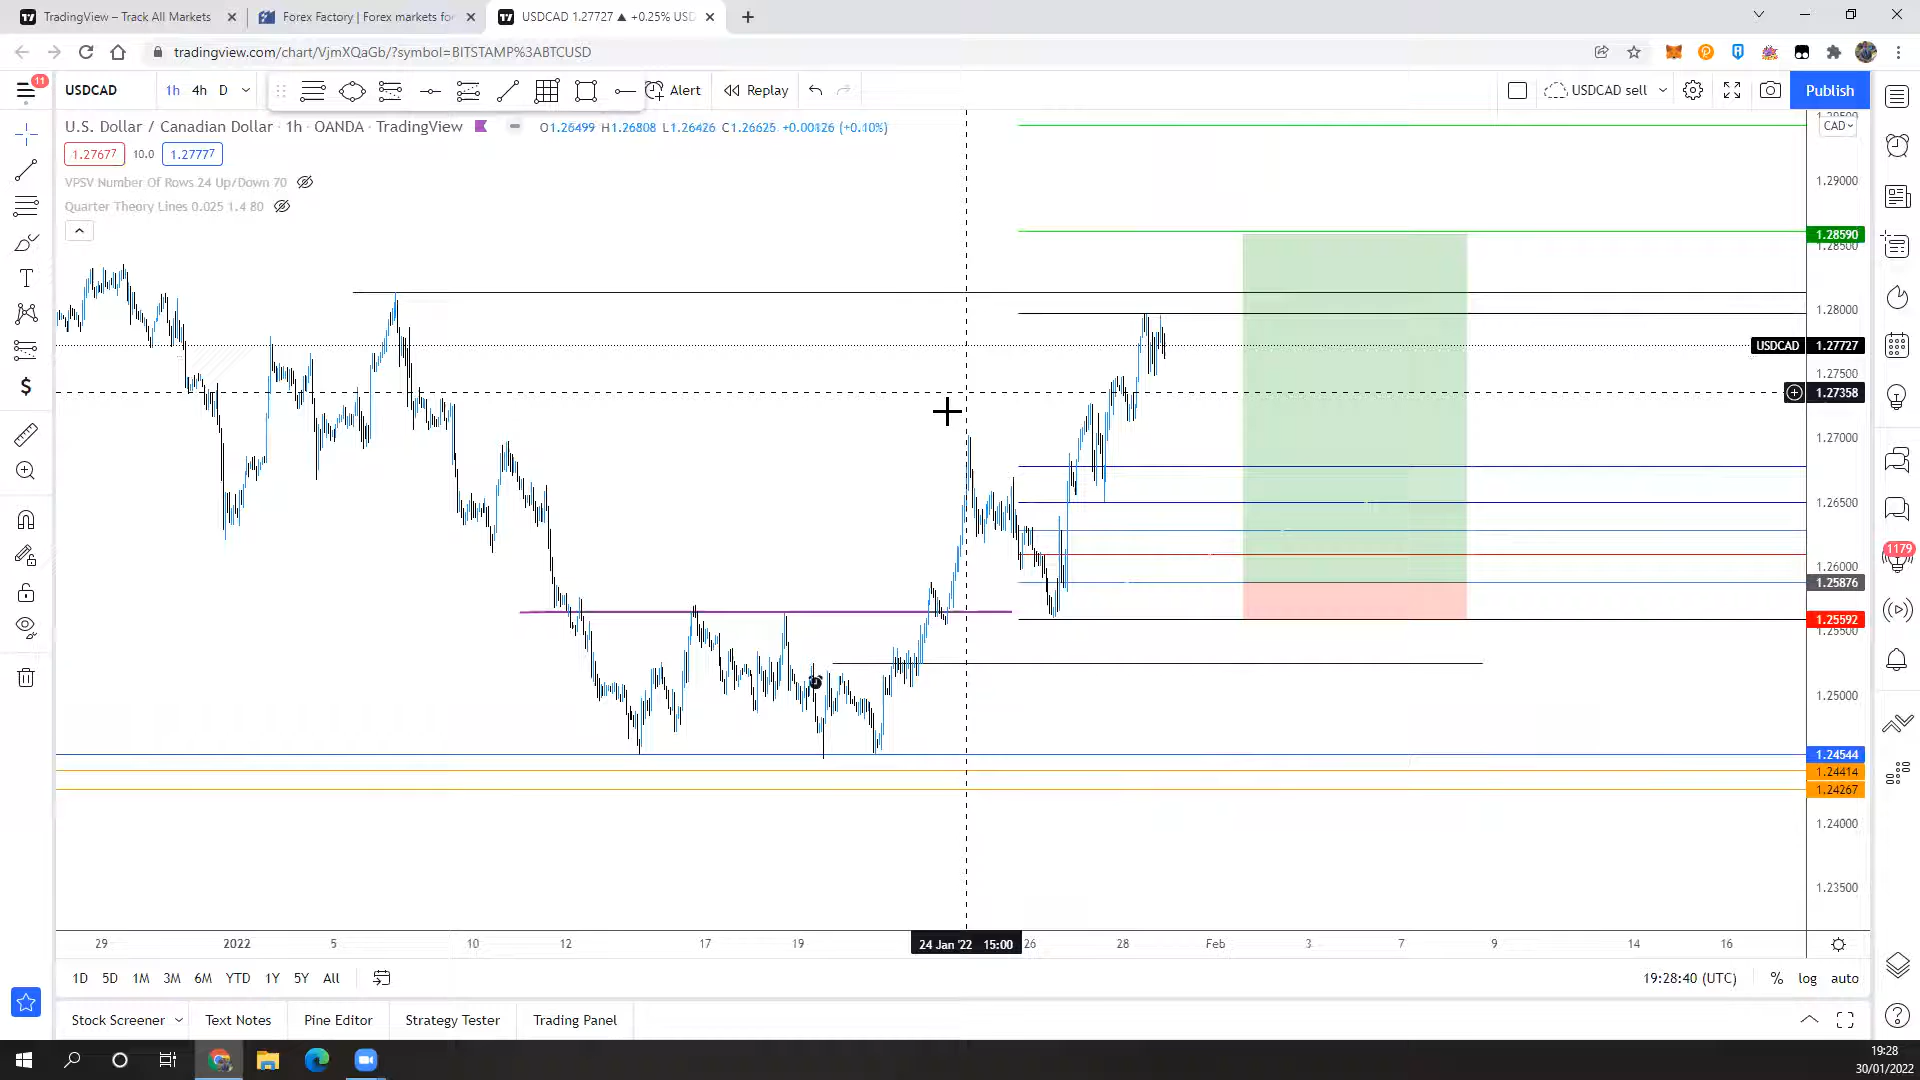 TradingView – Track All Markets
Forex Factory | Forex markets fo
USDCAD 1.27727 ▲ +0.25% USD
tradingview.com/chart/VjmXQaGb/?symbol=BITSTAMP%3ABTCUSD
11
USDCAD 1h 4h D
Alert
Replay
USDCAD sell
Publish
U.S. Dollar / Canadian Dollar · 1h · OANDA · TradingView
O1.26499 H1.26808 L1.26426 C1.26625 +0.00126 (+0.10%)
1.27677 10.0 1.27777
VPSV Number Of Rows 24 Up/Down 70
Quarter Theory Lines 0.025 1.4 80
CAD
1.29000
1.28590
1.28500
1.28000
USDCAD 1.27727
1.27500
1.27358
1.27000
1.26500
1.26000
1.25876
1.25592
1.25500
1.25000
1.24544
1.24414
1.24267
1.24000
1.23500
1179
29 2022 5 10 12 17 19 24 Jan '22 15:00 26 28 Feb 3 7 9 14 16
1D 5D 1M 3M 6M YTD 1Y 5Y All
19:28:40 (UTC) % log auto
Stock Screener Text Notes Pine Editor Strategy Tester Trading Panel
19:28
30/01/2022